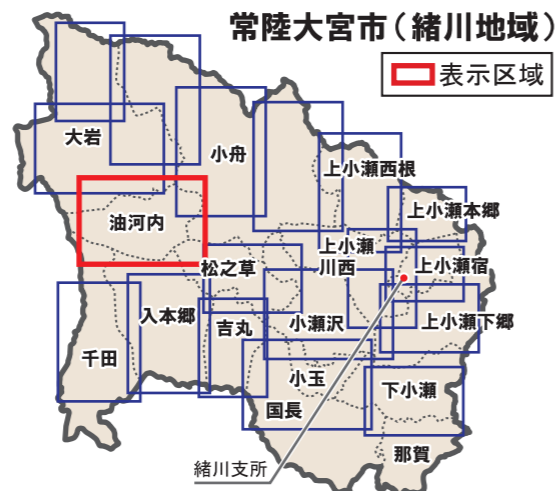 常陸大宮市（緒川地域）
表示区域
大岩
小舟
上小瀬西根
油河内
上小瀬本郷
上小瀬
川西
松之草
上小瀬宿
入本郷
吉丸
小瀬沢
上小瀬下郷
千田
小玉
下小瀬
国長
那賀
緒川支所